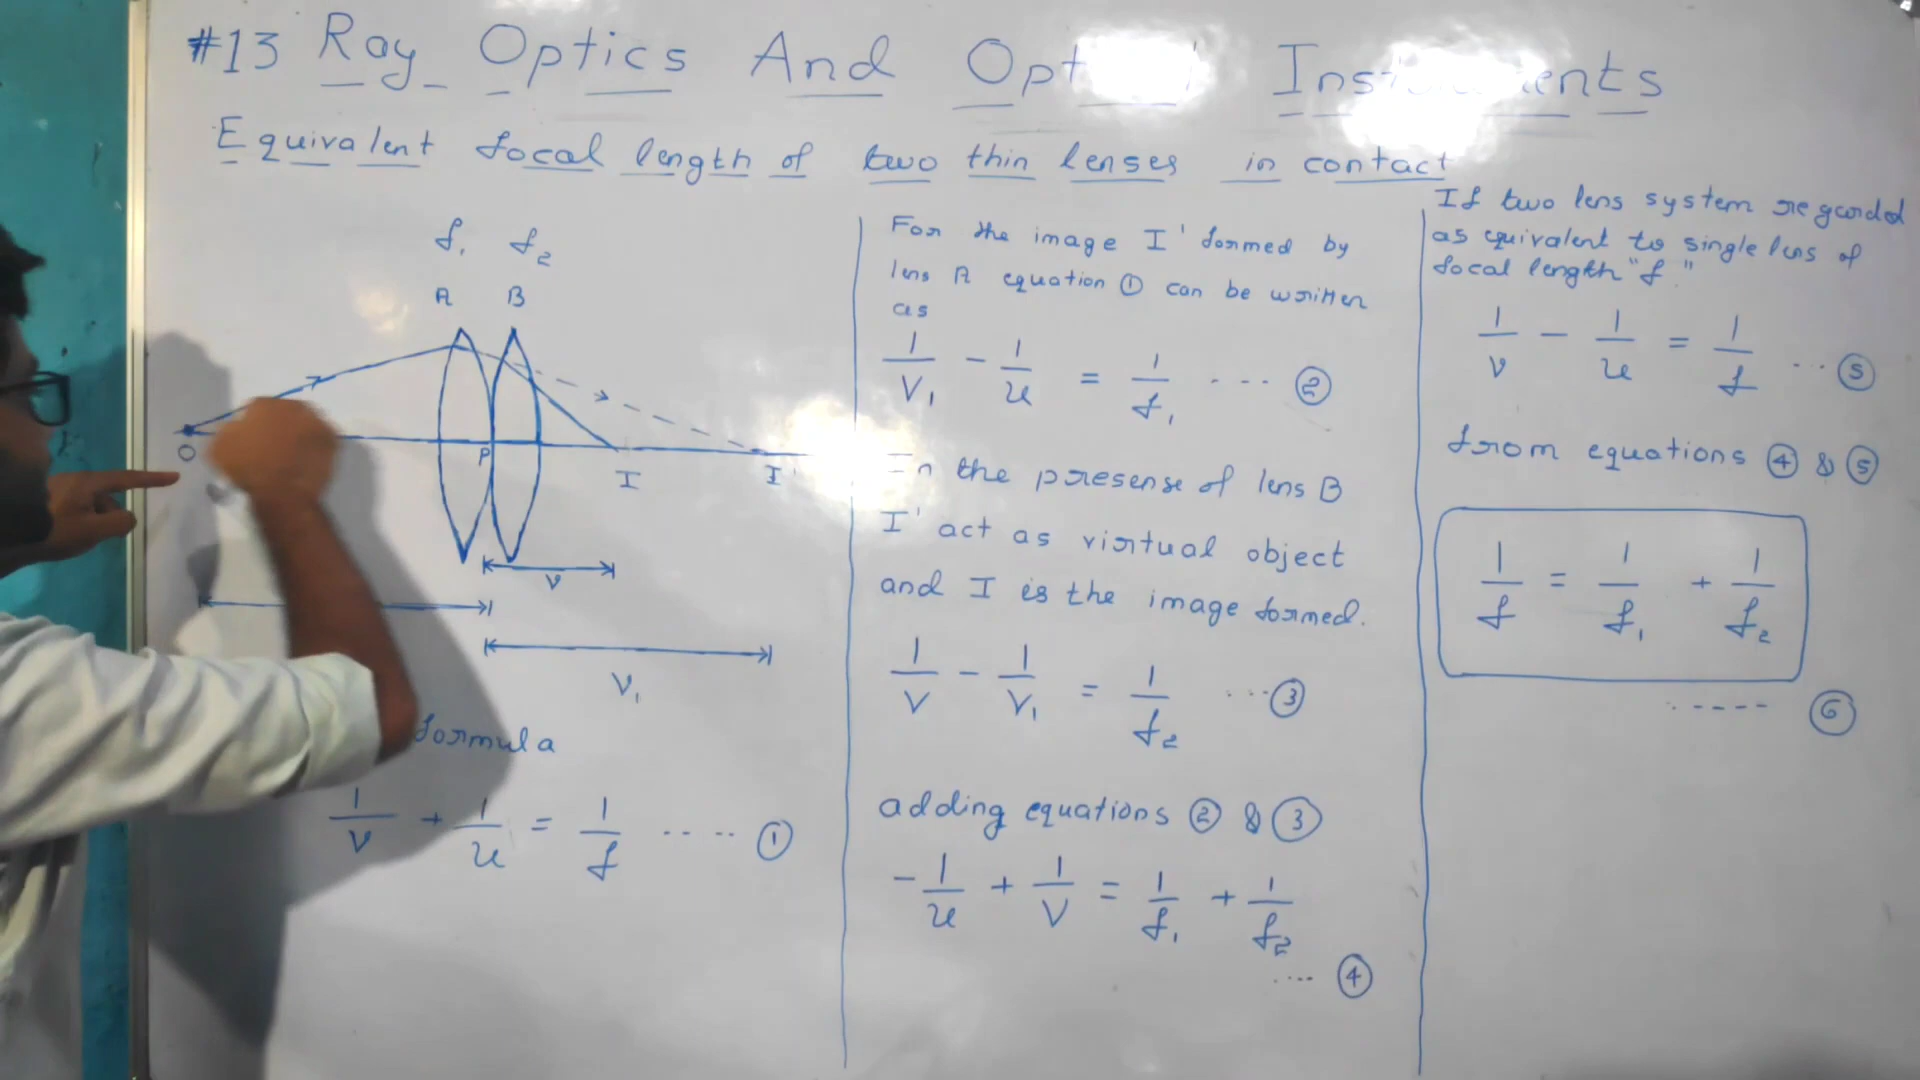 #13 Ray Optics And
Equivalent focal length of two thin lenses in contact
f1 f2
A B
O P I I'
v
V1
formula
1/v + 1/u = 1/f ..... ①
For the image I' formed by
lens A equation ① can be written
as
1/V1 - 1/u = 1/f1 .... ②
In the presense of lens B
I' act as virtual object
and I is the image formed.
1/v - 1/V1 = 1/f2 ....③
adding equations ② & ③
-1/u + 1/V = 1/f1 + 1/f2
.... ④
If two lens system regarded
as equivalent to single lens of
focal length "f."
1/v - 1/u = 1/f ... ⑤
from equations ④ & ⑤
1/f = 1/f1 + 1/f2
..... ⑥